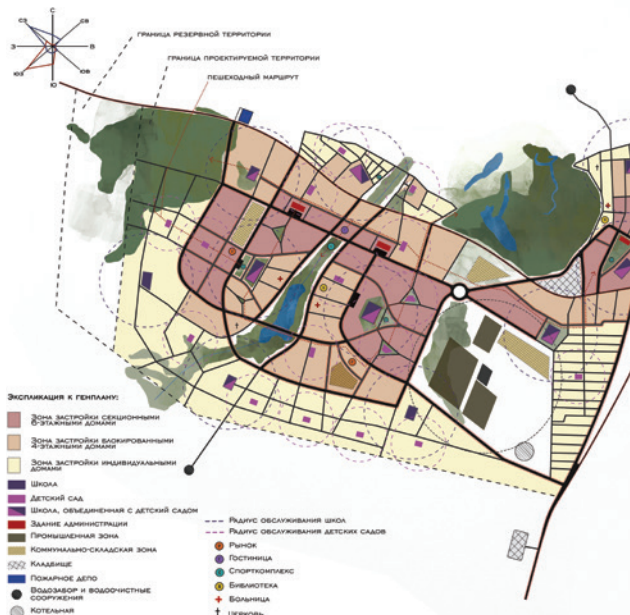 С
СЗ
СВ
З
В
ЮЗ
ЮВ
Ю
ГРАНИЦА РЕЗЕРВНОЙ ТЕРРИТОРИИ
ГРАНИЦА ПРОЕКТИРУЕМОЙ ТЕРРИТОРИИ
ПЕШЕХОДНЫЙ МАРШРУТ
ЭКСПЛИКАЦИЯ К ГЕНПЛАНУ:
ЗОНА ЗАСТРОЙКИ СЕКЦИОННЫМИ
6-ЭТАЖНЫМИ ДОМАМИ
ЗОНА ЗАСТРОЙКИ БЛОКИРОВАННЫМИ
4-ЭТАЖНЫМИ ДОМАМИ
ЗОНА ЗАСТРОЙКИ ИНДИВИДУАЛЬНЫМИ
ДОМАМИ
ШКОЛА
ДЕТСКИЙ САД
ШКОЛА, ОБЪЕДИНЕННАЯ С ДЕТСКИЙ САДОМ
ЗДАНИЕ АДМИНИСТРАЦИИ
ПРОМЫШЛЕННАЯ ЗОНА
КОММУНАЛЬНО-СКЛАДСКАЯ ЗОНА
КЛАДБИЩЕ
ПОЖАРНОЕ ДЕПО
ВОДОЗАБОР И ВОДООЧИСТНЫЕ
СООРУЖЕНИЯ
КОТЕЛЬНАЯ
РАДИУС ОБСЛУЖИВАНИЯ ШКОЛ
РАДИУС ОБСЛУЖИВАНИЯ ДЕТСКИХ САДОВ
РЫНОК
ГОСТИНИЦА
СПОРТКОМПЛЕКС
БИБЛИОТЕКА
БОЛЬНИЦА
ЦЕРКОВЬ